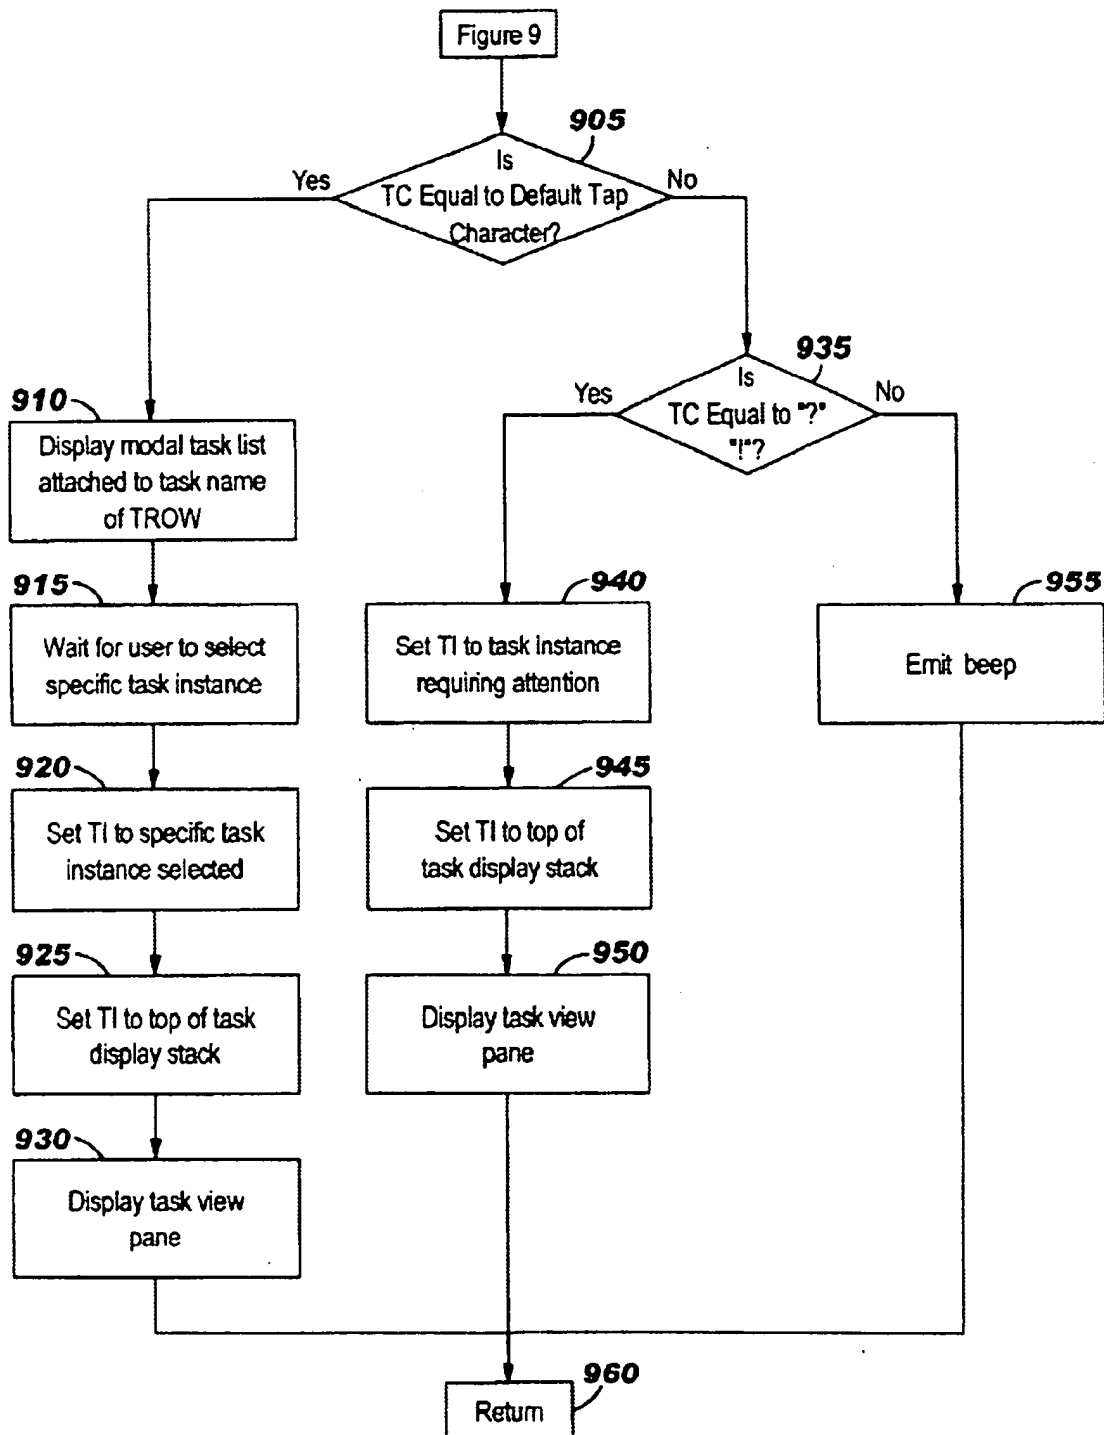 Figure 9
905
Is
TC Equal to Default Tap
Character?
Yes
No
935
Is
TC Equal to "?"
"!"?
Yes
No
910
Display modal task list
attached to task name
of TROW
915
Wait for user to select
specific task instance
920
Set TI to specific task
instance selected
925
Set TI to top of task
display stack
930
Display task view
pane
940
Set TI to task instance
requiring attention
945
Set TI to top of
task display stack
950
Display task view
pane
955
Emit beep
960
Return